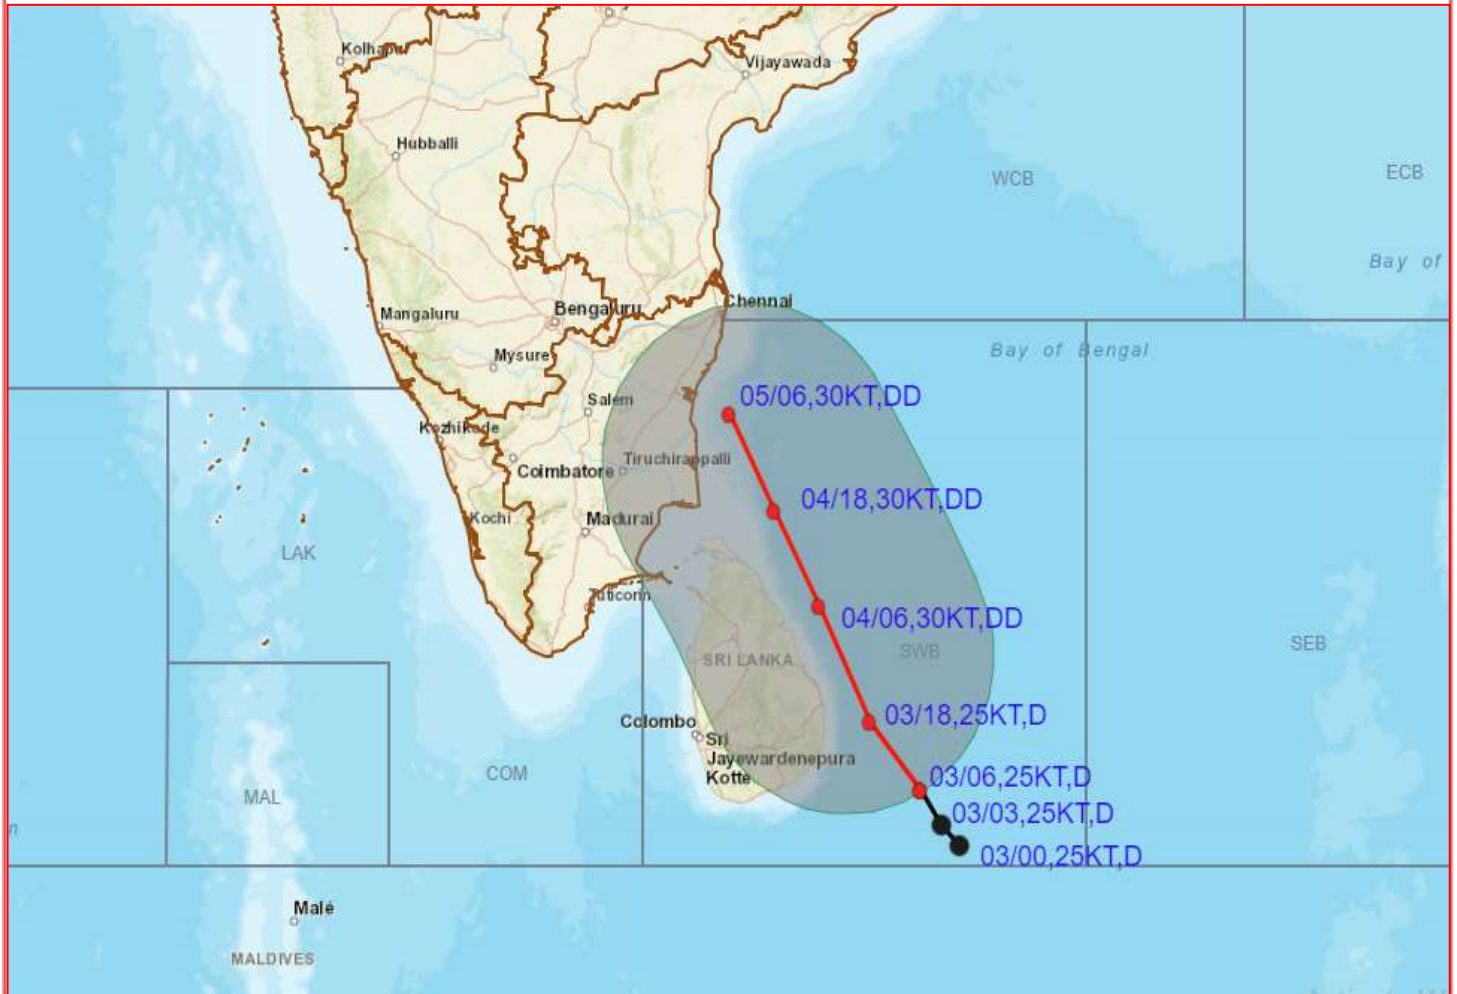 Kolhapur
Vijayawada
Hubballi
WCB
ECB
Bay of
Chennai
Mangaluru
Bengaluru
Bay of Bengal
Mysure
05/06,30KT,DD
Salem
Kozhikode
Tiruchirappalli
Coimbatore
04/18,30KT,DD
Kochi
Madurai
LAK
Tuticorin
04/06,30KT,DD
SWB
SEB
SRI LANKA
03/18,25KT,D
Colombo
Sri
Jayewardenepura
Kotte
03/06,25KT,D
COM
MAL
03/03,25KT,D
n
03/00,25KT,D
Malé
MALDIVES